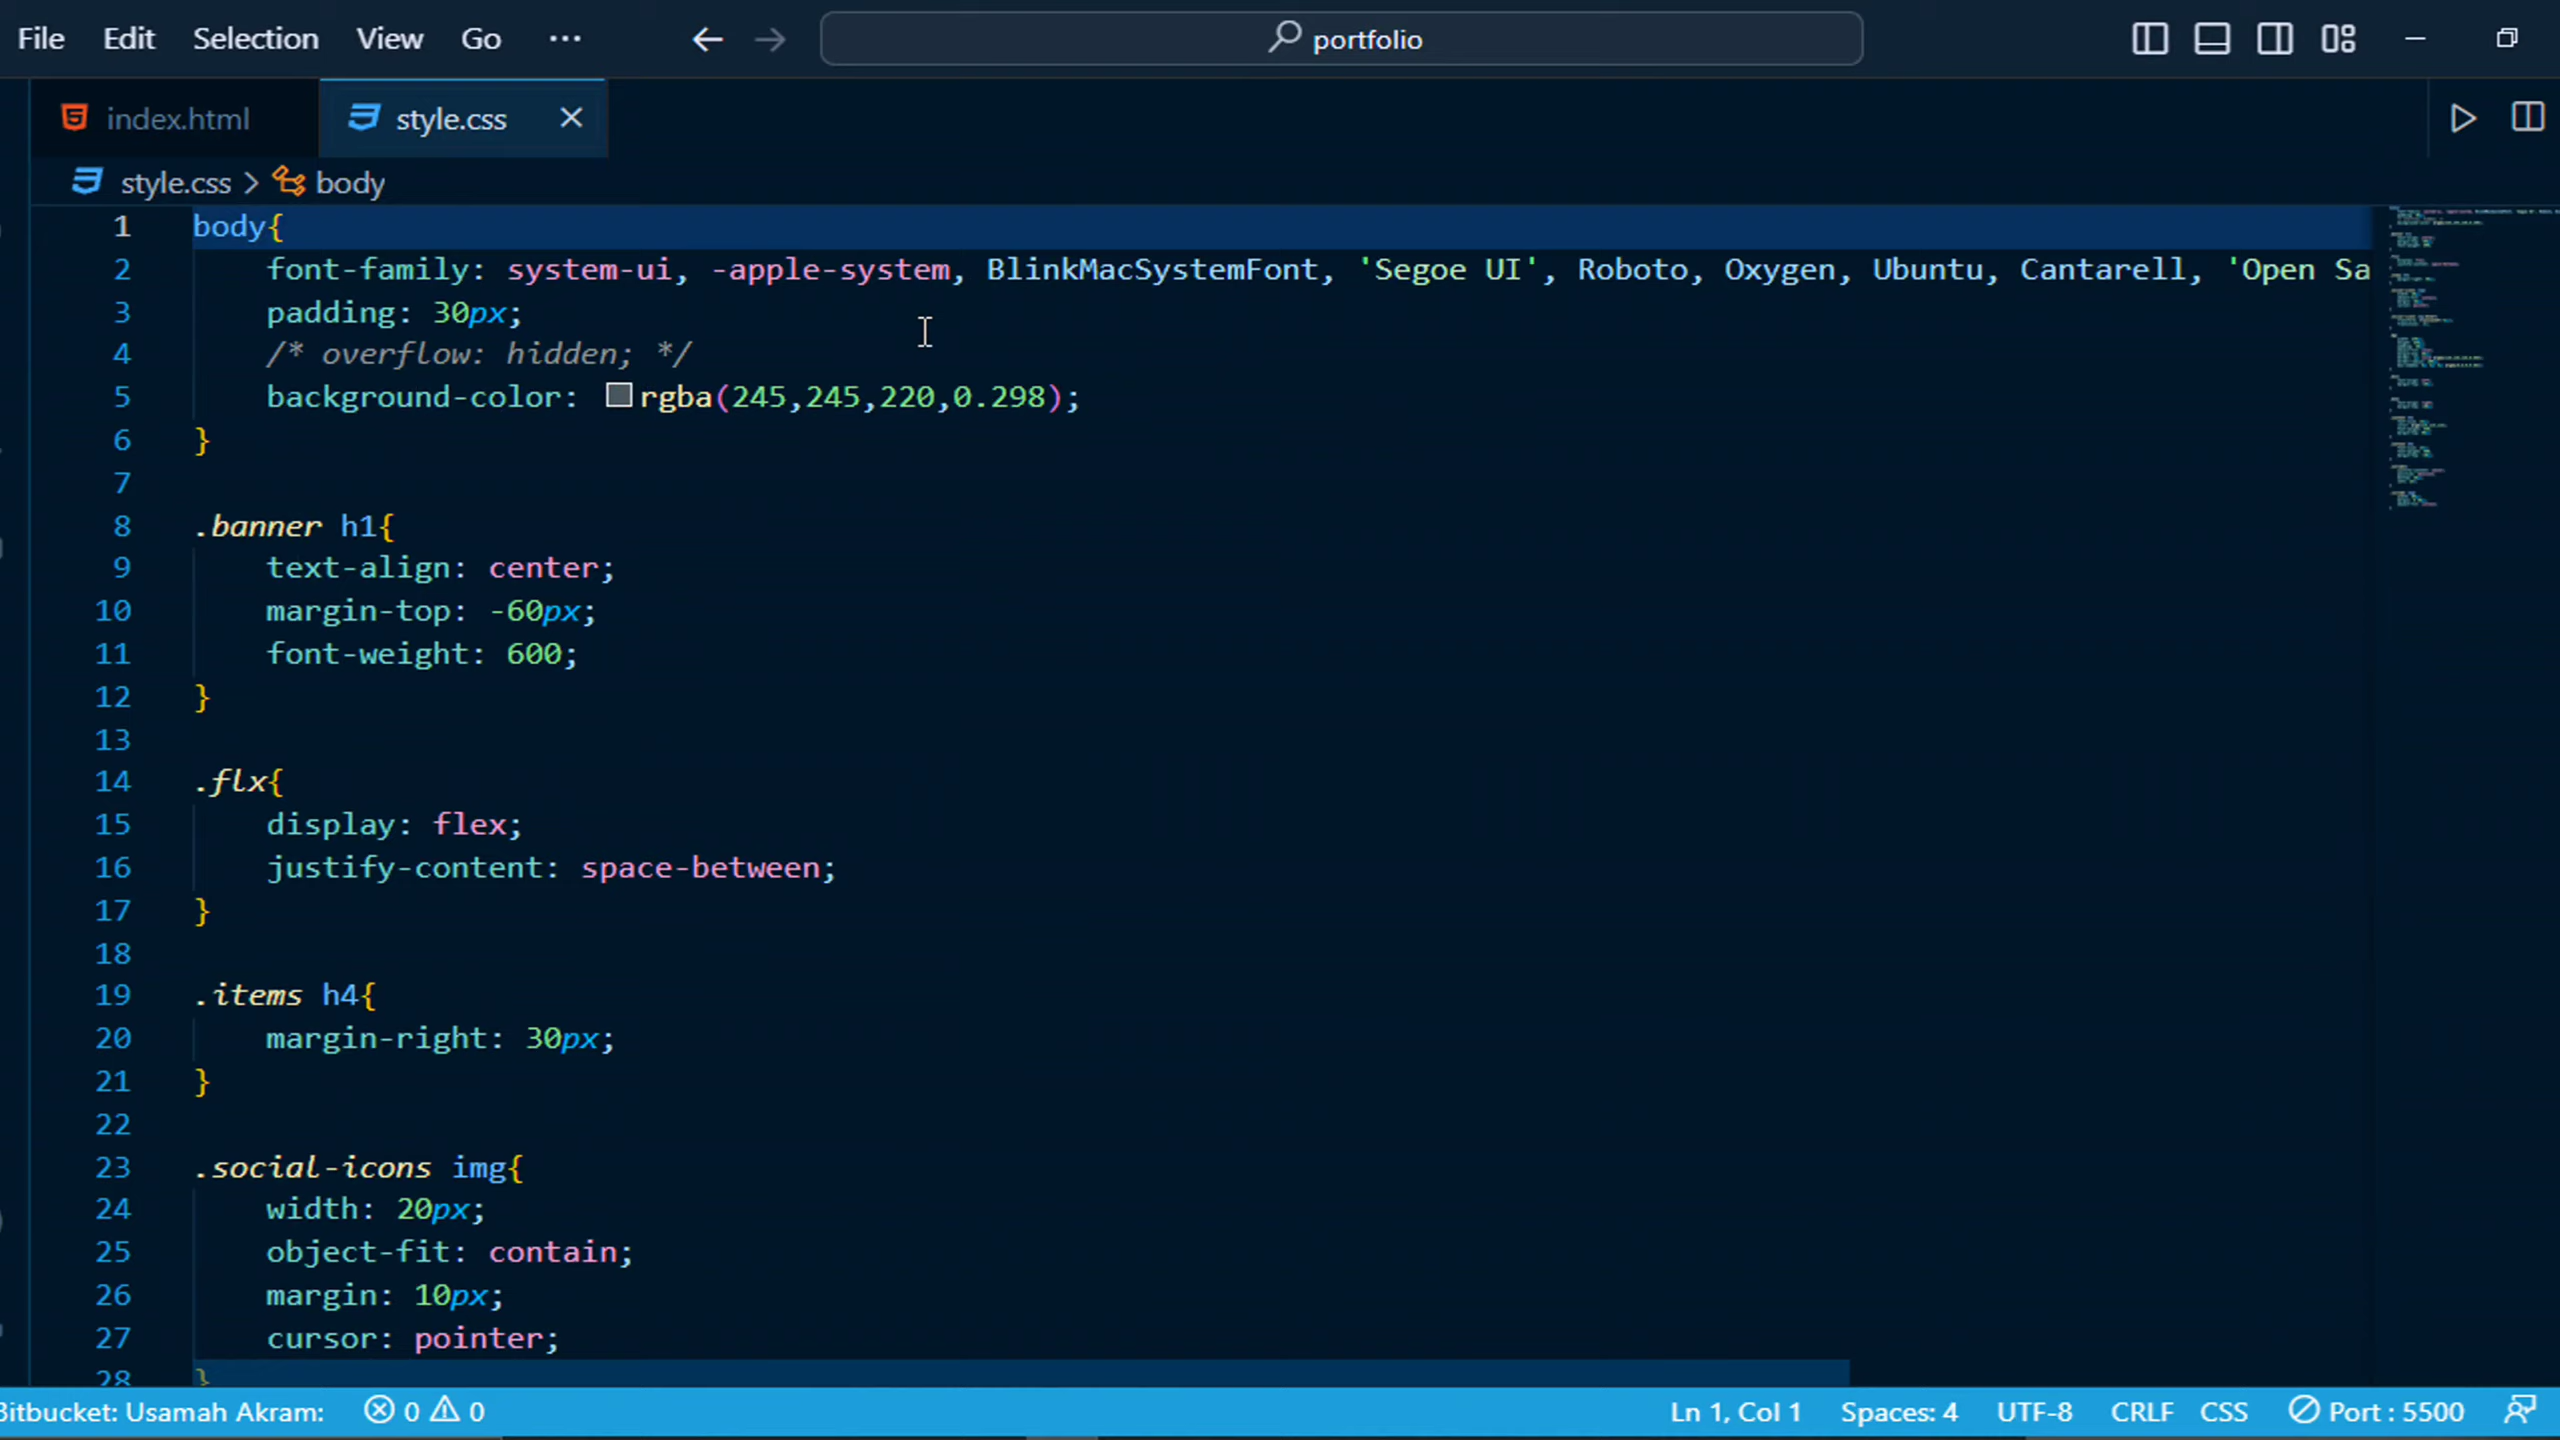 File Edit Selection View Go ··· ← → portfolio
index.html style.css ×
style.css > body
1 body{
2 font-family: system-ui, -apple-system, BlinkMacSystemFont, 'Segoe UI', Roboto, Oxygen, Ubuntu, Cantarell, 'Open Sa
3 padding: 30px;
4 /* overflow: hidden; */
5 background-color: rgba(245,245,220,0.298);
6 }
7
8 .banner h1{
9 text-align: center;
10 margin-top: -60px;
11 font-weight: 600;
12 }
13
14 .flx{
15 display: flex;
16 justify-content: space-between;
17 }
18
19 .items h4{
20 margin-right: 30px;
21 }
22
23 .social-icons img{
24 width: 20px;
25 object-fit: contain;
26 margin: 10px;
27 cursor: pointer;
28 }
Bitbucket: Usamah Akram: 0 0 Ln 1, Col 1 Spaces: 4 UTF-8 CRLF CSS Port : 5500